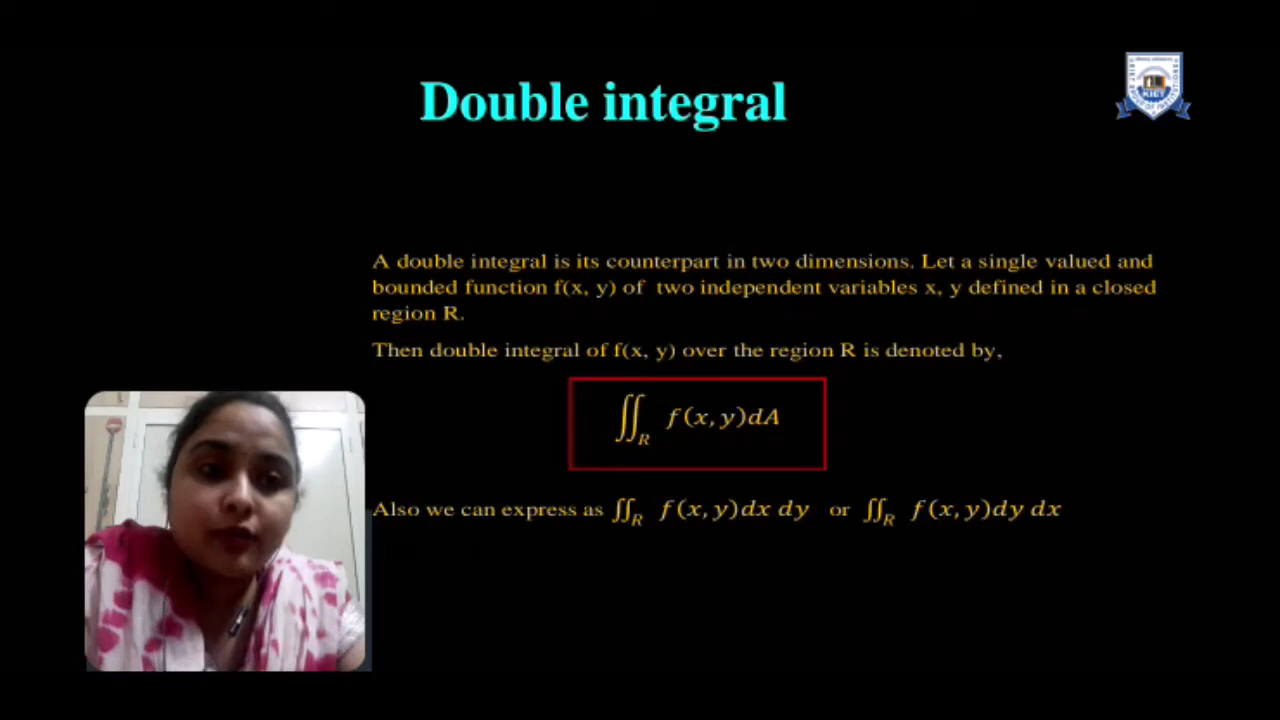 Double integral
A double integral is its counterpart in two dimensions. Let a single valued and
bounded function f(x, y) of two independent variables x, y defined in a closed
region R.
Then double integral of f(x, y) over the region R is denoted by,
∬_R f(x,y)dA
Also we can express as ∬_R f(x,y)dx dy or ∬_R f(x,y)dy dx
KIET